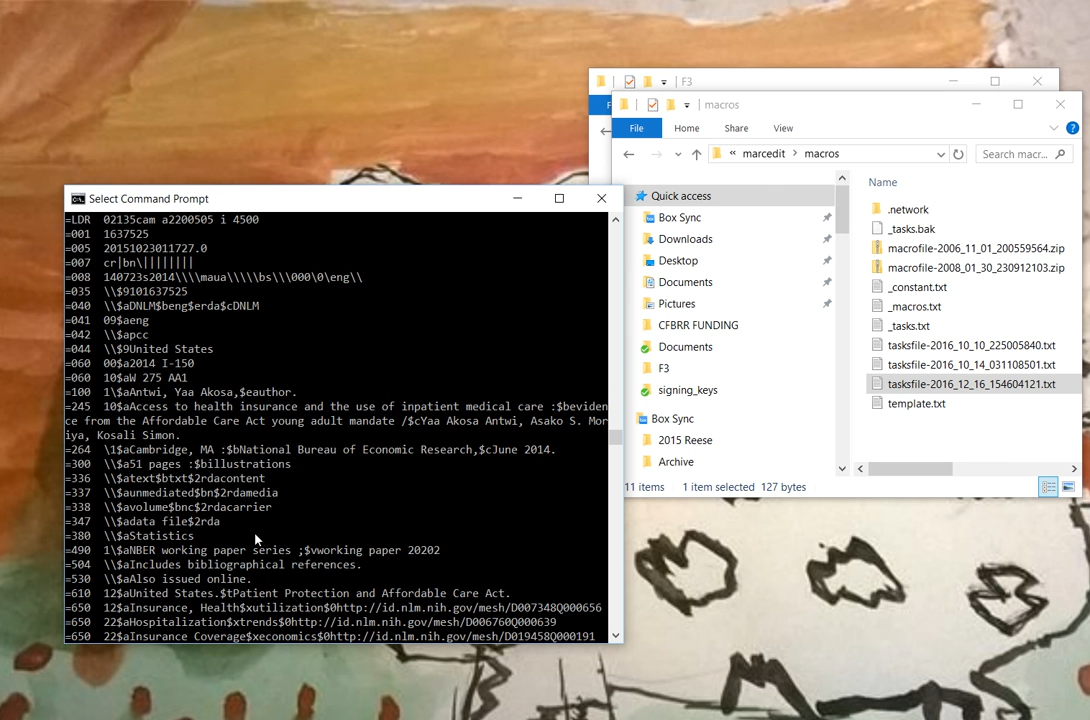 F3
F
macros
File
Home
Share
View
marcedit
macros
Search macr...
Quick access
Box Sync
Downloads
Desktop
Documents
Pictures
CFBRR FUNDING
Documents
F3
signing_keys
Box Sync
2015 Reese
Archive
Name
.network
_tasks.bak
macrofile-2006_11_01_200559564.zip
macrofile-2008_01_30_230912103.zip
_constant.txt
_macros.txt
_tasks.txt
tasksfile-2016_10_10_225005840.txt
tasksfile-2016_10_14_031108501.txt
tasksfile-2016_12_16_154604121.txt
template.txt
11 items 1 item selected 127 bytes
Select Command Prompt
=LDR 02135cam a2200505 i 4500
=001 1637525
=005 20151023011727.0
=007 cr|bn\||||||||
=008 140723s2014\\\\maua\\\\\bs\\\000\0\eng\\
=035 \\$9101637525
=040 \\$aDNLM$beng$erda$cDNLM
=041 09$aeng
=042 \\$apcc
=044 \\$9United States
=060 00$a2014 I-150
=060 10$aW 275 AA1
=100 1\$aAntwi, Yaa Akosa,$eauthor.
=245 10$aAccess to health insurance and the use of inpatient medical care :$beviden
ce from the Affordable Care Act young adult mandate /$cYaa Akosa Antwi, Asako S. Mor
iya, Kosali Simon.
=264 \1$aCambridge, MA :$bNational Bureau of Economic Research,$cJune 2014.
=300 \\$a51 pages :$billustrations
=336 \\$atext$btxt$2rdacontent
=337 \\$aunmediated$bn$2rdamedia
=338 \\$avolume$bnc$2rdacarrier
=347 \\$adata file$2rda
=380 \\$aStatistics
=490 1\$aNBER working paper series ;$vworking paper 20202
=504 \\$aIncludes bibliographical references.
=530 \\$aAlso issued online.
=610 12$aUnited States.$tPatient Protection and Affordable Care Act.
=650 12$aInsurance, Health$xutilization$0http://id.nlm.nih.gov/mesh/D007348Q000656
=650 22$aHospitalization$xtrends$0http://id.nlm.nih.gov/mesh/D006760Q000639
=650 22$aInsurance Coverage$xeconomics$0http://id.nlm.nih.gov/mesh/D019458Q000191